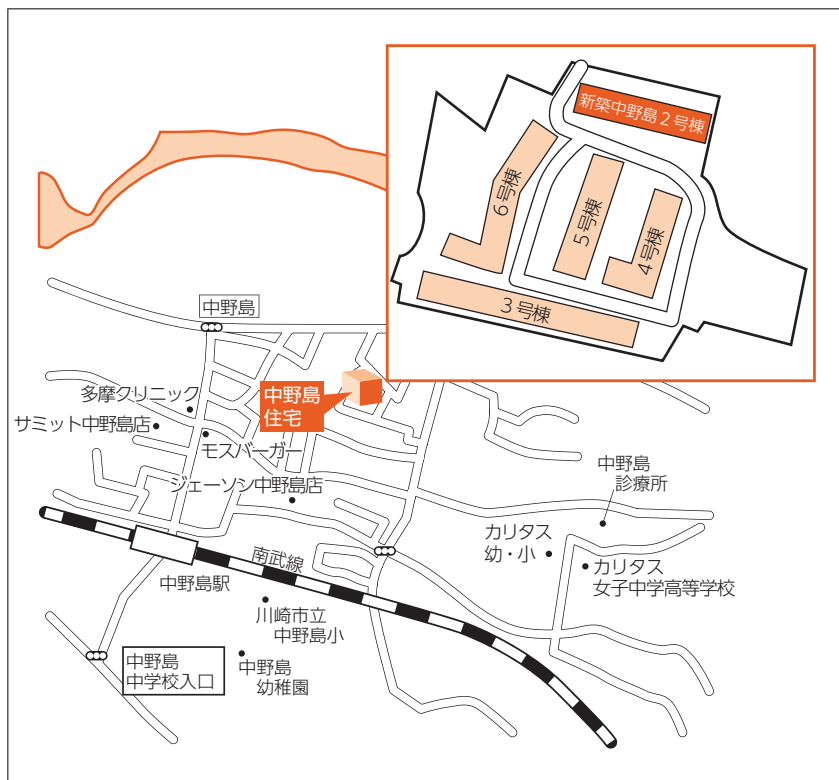 新築中野島２号棟
６号棟
５号棟
４号棟
３号棟
中野島
中野島
住宅
多摩クリニック
サミット中野島店
モスバーガー
ジェーソン中野島店
中野島
診療所
カリタス
幼・小
カリタス
女子中学高等学校
南武線
中野島駅
川崎市立
中野島小
中野島
中学校入口
中野島
幼稚園